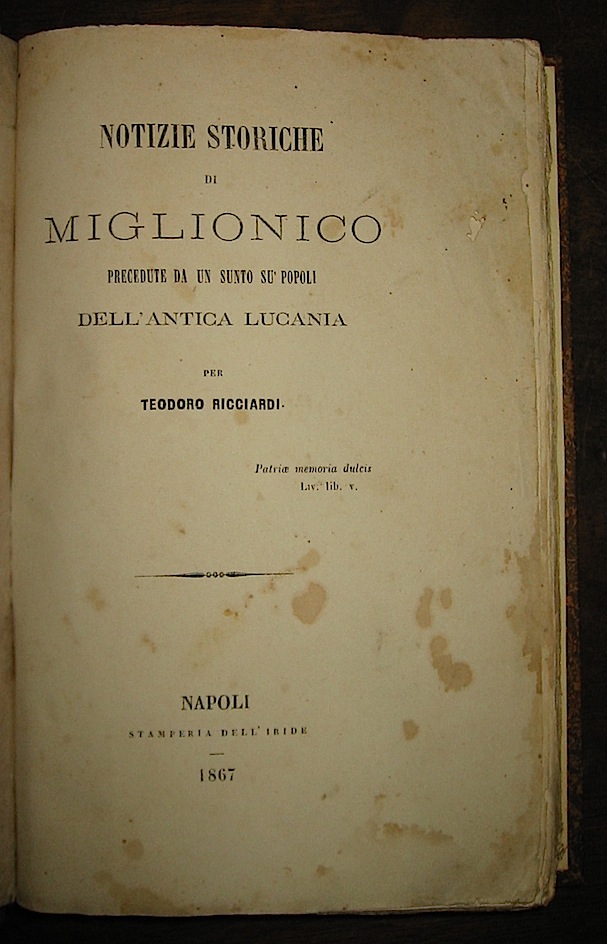 NOTIZIE STORICHE
DI
MIGLIONICO
PRECEDUTE DA UN SUNTO SU' POPOLI
DELL'ANTICA LUCANIA
PER
TEODORO RICCIARDI.
Patriæ memoria dulcis
Liv. lib. v.
NAPOLI
STAMPERIA DELL'IRIDE
1867